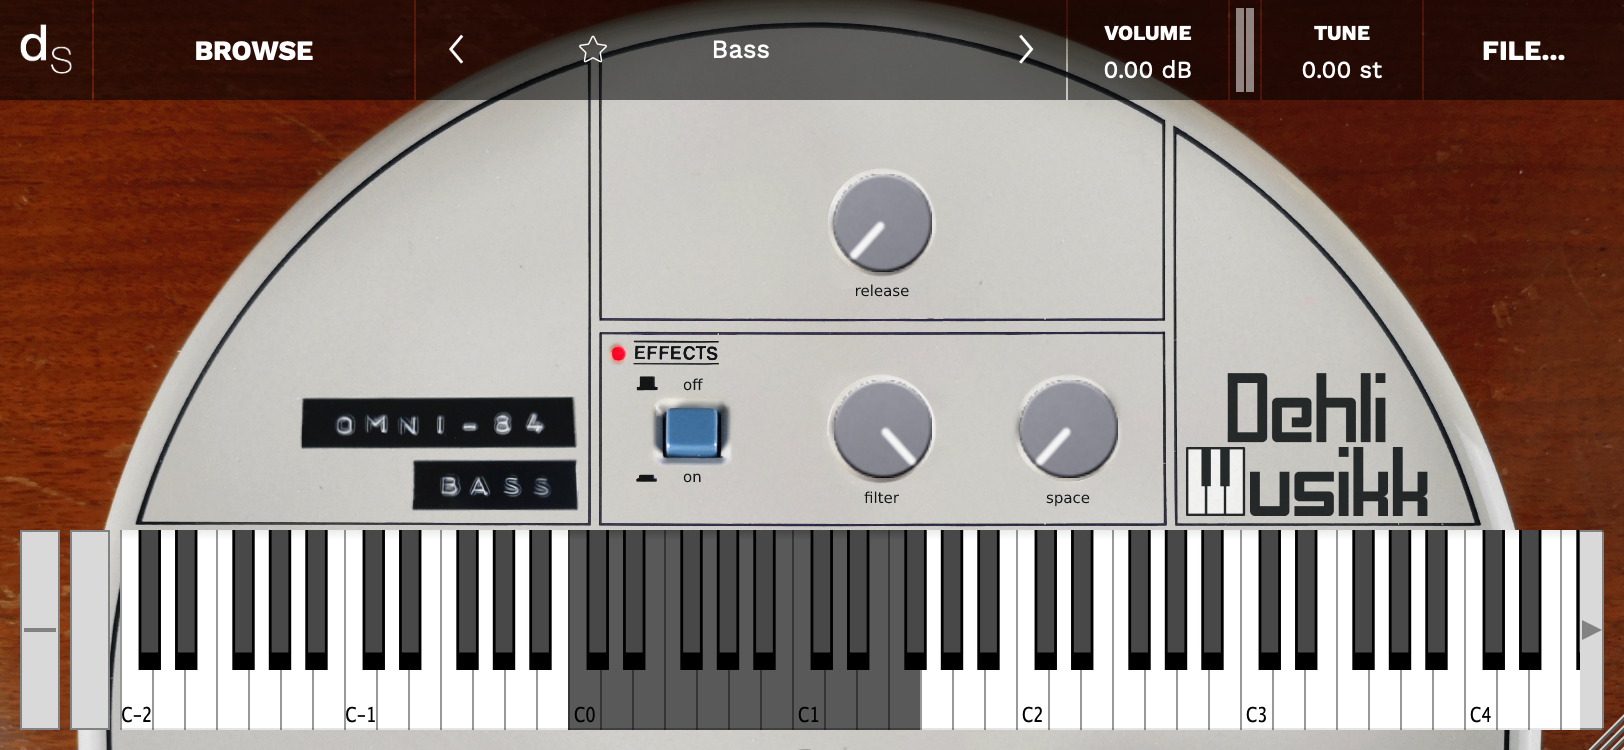 dS
BROWSE
Bass
VOLUME
0.00 dB
TUNE
0.00 st
FILE...
release
EFFECTS
off
on
filter
space
OMNI-84
BASS
Dehli
Musikk
C-2
C-1
C0
C1
C2
C3
C4